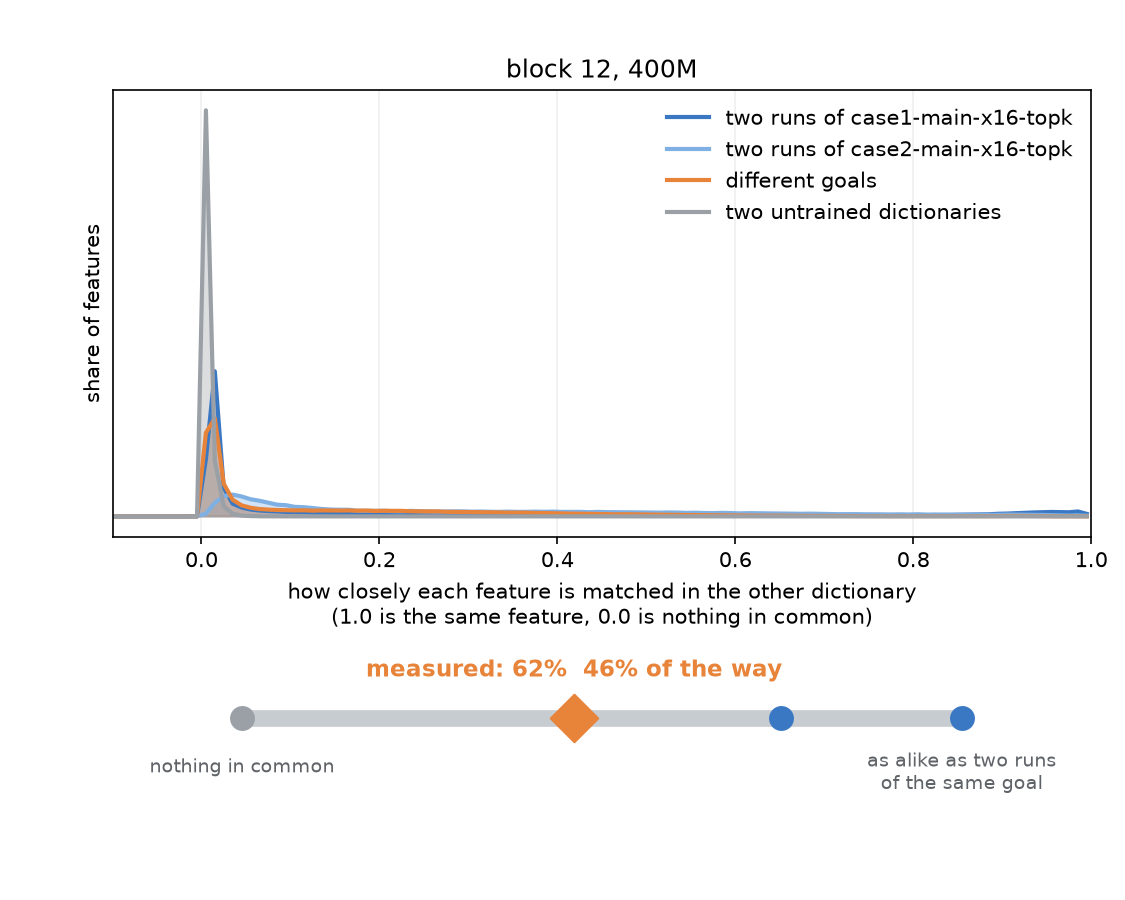 block 12, 400M
two runs of case1-main-x16-topk
two runs of case2-main-x16-topk
different goals
two untrained dictionaries
share of features
0.0 0.2 0.4 0.6 0.8 1.0
how closely each feature is matched in the other dictionary
(1.0 is the same feature, 0.0 is nothing in common)
measured: 62% 46% of the way
nothing in common
as alike as two runs
of the same goal